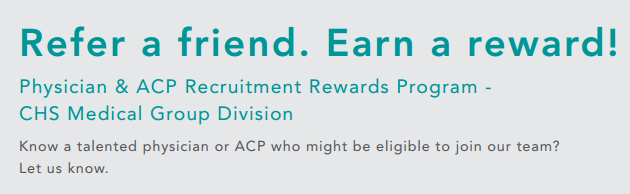 Refer a friend. Earn a reward!
Physician & ACP Recruitment Rewards Program -
CHS Medical Group Division
Know a talented physician or ACP who might be eligible to join our team?
Let us know.